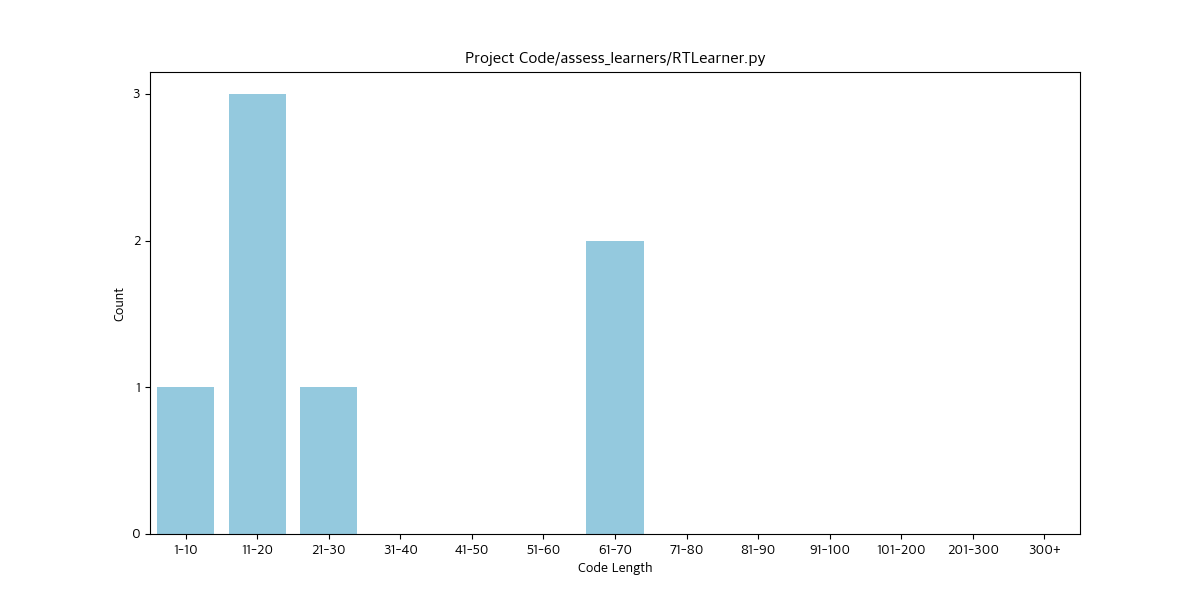 Project Code/assess_learners/RTLearner.py
3
2
1
0
Count
1-10 11-20 21-30 31-40 41-50 51-60 61-70 71-80 81-90 91-100 101-200 201-300 300+
Code Length